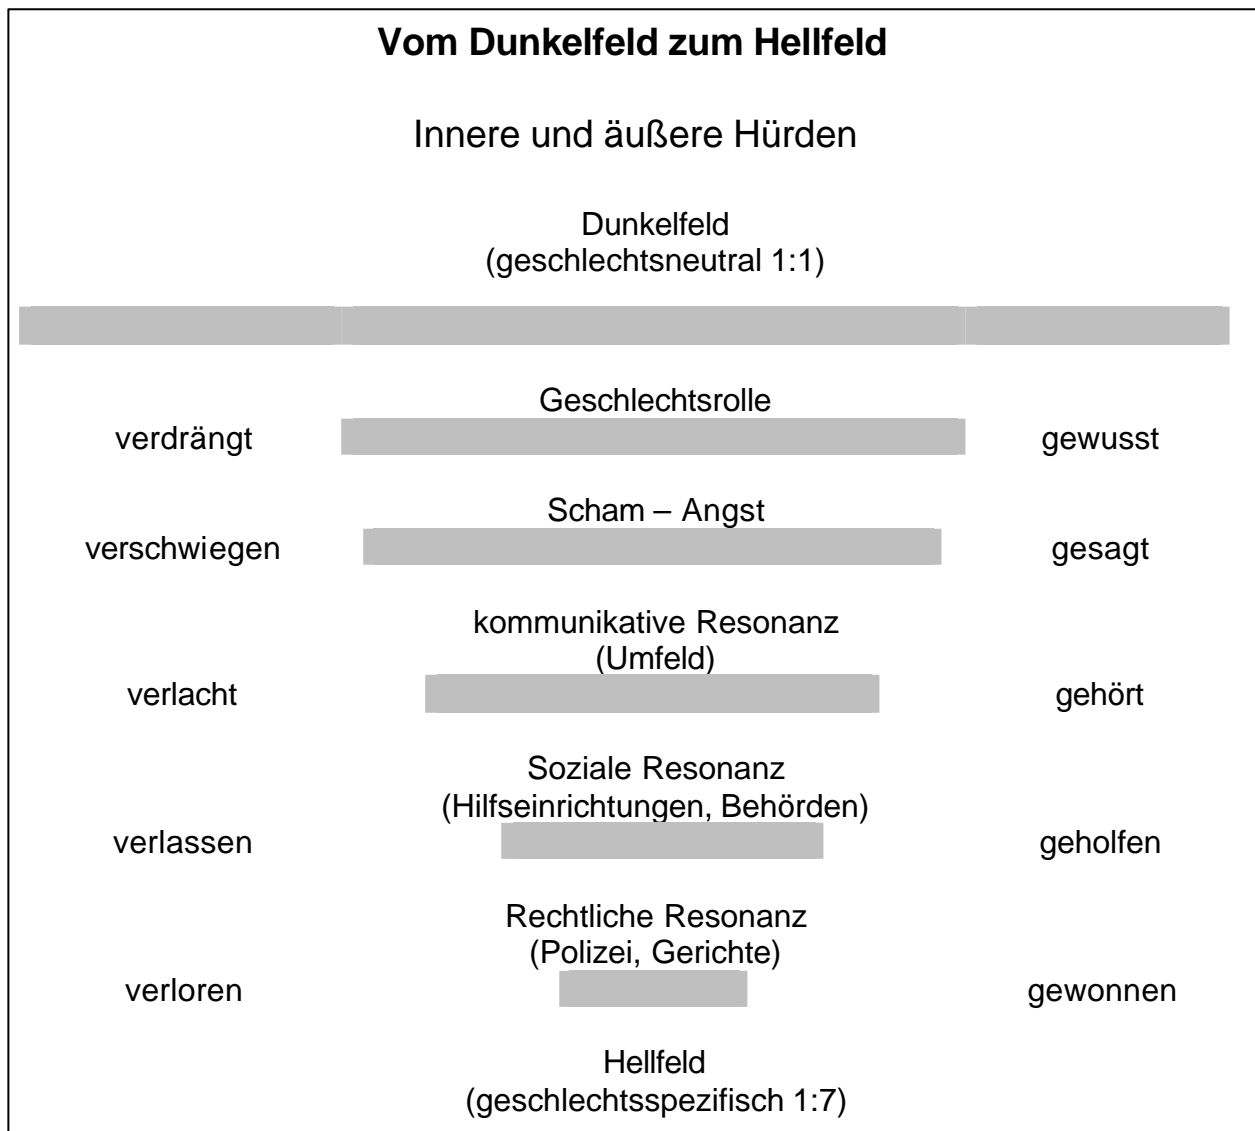 Vom Dunkelfeld zum Hellfeld
Innere und äußere Hürden
Dunkelfeld
(geschlechtsneutral 1:1)
Geschlechtsrolle
verdrängt gewusst
Scham – Angst
verschwiegen gesagt
kommunikative Resonanz
(Umfeld)
verlacht gehört
Soziale Resonanz
(Hilfseinrichtungen, Behörden)
verlassen geholfen
Rechtliche Resonanz
(Polizei, Gerichte)
verloren gewonnen
Hellfeld
(geschlechtsspezifisch 1:7)